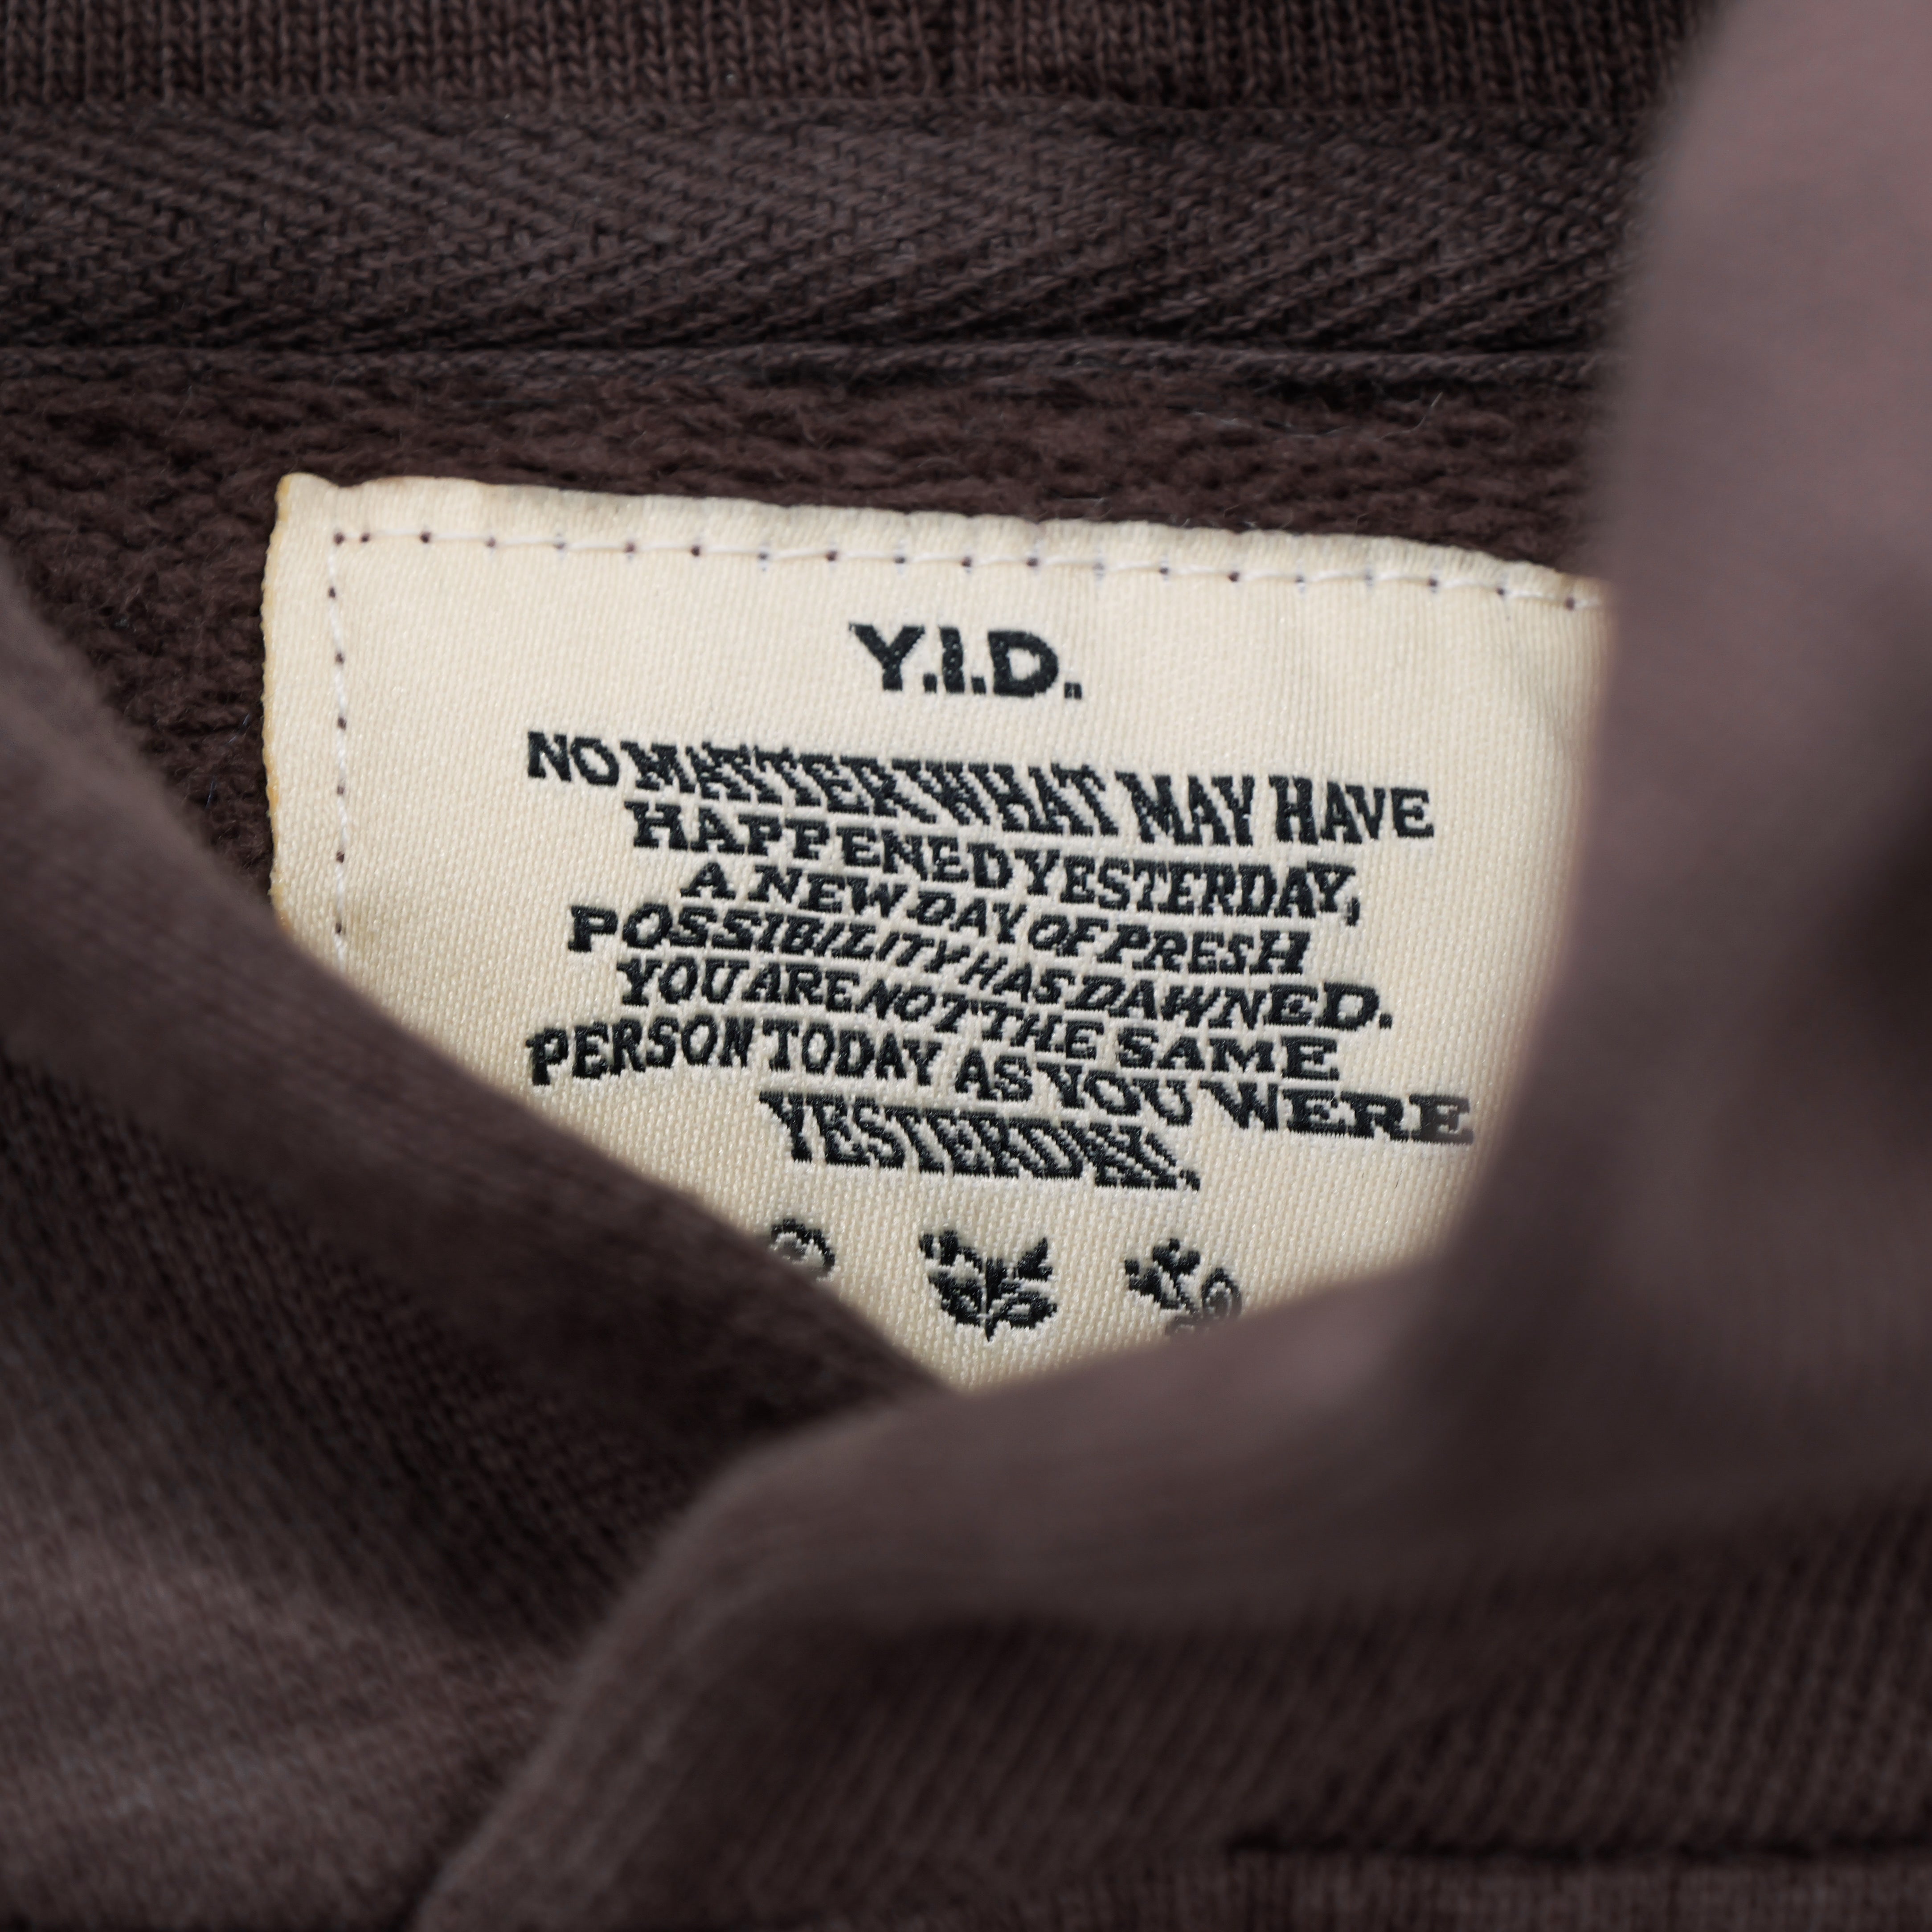 Y.I.D.
NO MATTER WHAT MAY HAVE
HAPPENED YESTERDAY,
A NEW DAY OF PRESH
POSSIBILITY HAS DAWNED.
YOU ARE NOT THE SAME
PERSON TODAY AS YOU WERE
YESTERDAY.